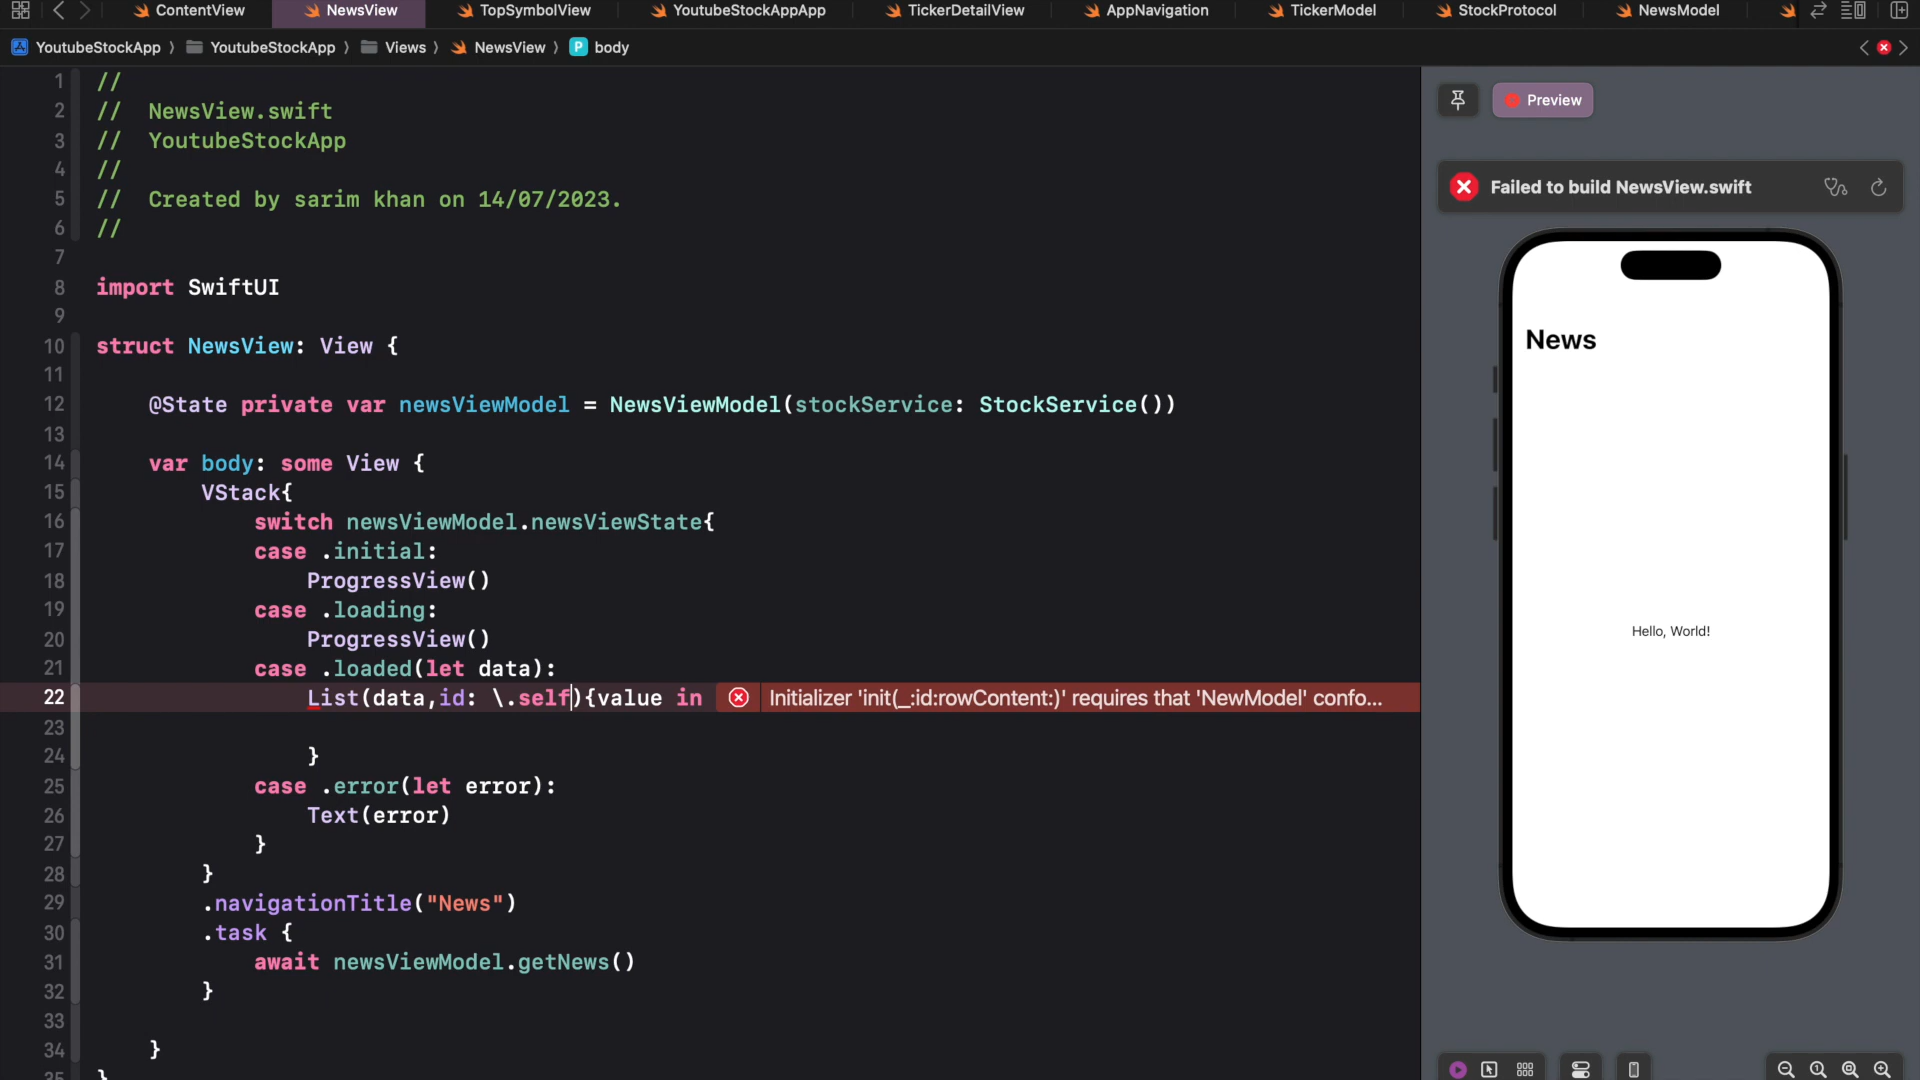 ContentView NewsView TopSymbolView YoutubeStockAppApp TickerDetailView AppNavigation TickerModel StockProtocol NewsModel
YoutubeStockApp YoutubeStockApp Views NewsView P body
1 //
2 // NewsView.swift
3 // YoutubeStockApp
4 //
5 // Created by sarim khan on 14/07/2023.
6 //
7
8 import SwiftUI
9
10 struct NewsView: View {
11
12 @State private var newsViewModel = NewsViewModel(stockService: StockService())
13
14 var body: some View {
15 VStack{
16 switch newsViewModel.newsViewState{
17 case .initial:
18 ProgressView()
19 case .loading:
20 ProgressView()
21 case .loaded(let data):
22 List(data,id: \.self){value in Initializer 'init(_:id:rowContent:)' requires that 'NewModel' confo...
23
24 }
25 case .error(let error):
26 Text(error)
27 }
28 }
29 .navigationTitle("News")
30 .task {
31 await newsViewModel.getNews()
32 }
33
34 }
35 }
Preview
Failed to build NewsView.swift
News
Hello, World!